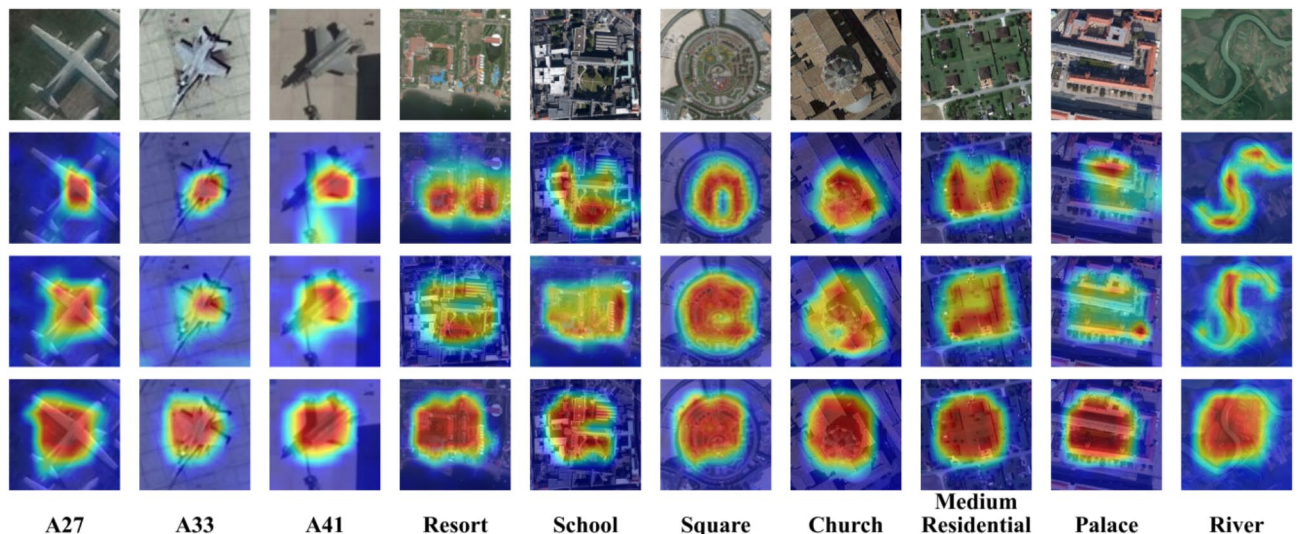 A27
A33
A41
Resort
School
Square
Church
Medium
Residential
Palace
River